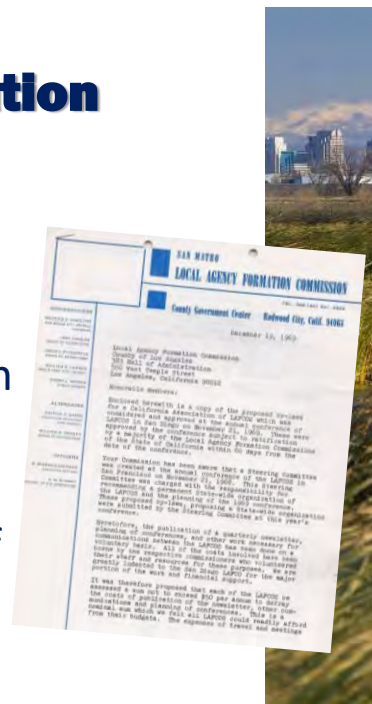 tion
n
SAN MATEO
LOCAL AGENCY FORMATION COMMISSION
County Government Center Redwood City, Calif. 94063
December 19, 1969
Local Agency Formation Commission
County of Los Angeles
383 Hall of Administration
500 West Temple Street
Los Angeles, California 90012
Honorable Members:
Enclosed herewith is a copy of the proposed by-laws
for a California Association of LAFCOS which was
considered and approved at the annual conference of
LAFCOS in San Diego on November 21, 1969. These were
approved by the conference subject to ratification
by a majority of the Local Agency Formation Commissions
of the State of California within 60 days from the
date of the conference.
Your Commission has been aware that a Steering Committee
was created at the annual conference of the LAFCOS in
San Francisco on November 21, 1968. This Steering
Committee was charged with the responsibility for
recommending a permanent State-wide organization of
the LAFCOS and the planning of the 1969 conference.
These proposed by-laws, proposing a State-wide organization
were submitted by the Steering Committee at this year's
conference.
Heretofore, the publication of a quarterly newsletter,
planning of conferences, and other work necessary for
communications between the LAFCOS has been done on a
voluntary basis. All of the costs involved have been
borne by the respective commissioners who volunteered
their staff and resources for these purposes. We are
greatly indebted to the San Diego LAFCO for the major
portion of the work and financial support.
It was therefore proposed that each of the LAFCOS be
assessed a sum not to exceed $50 per annum to defray
the costs of publication of the newsletter, other com-
munications and planning of conferences. This is a
nominal sum which we felt all LAFCOS could readily afford
from their budgets. The expenses of travel and meetings